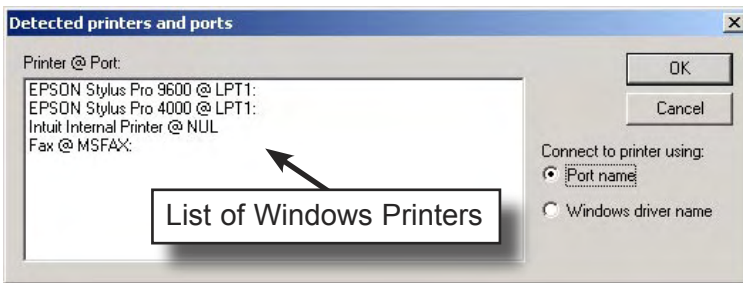 Detected printers and ports
Printer @ Port:
EPSON Stylus Pro 9600 @ LPT1:
EPSON Stylus Pro 4000 @ LPT1:
Intuit Internal Printer @ NUL
Fax @ MSFAX:
List of Windows Printers
OK
Cancel
Connect to printer using:
Port name
Windows driver name